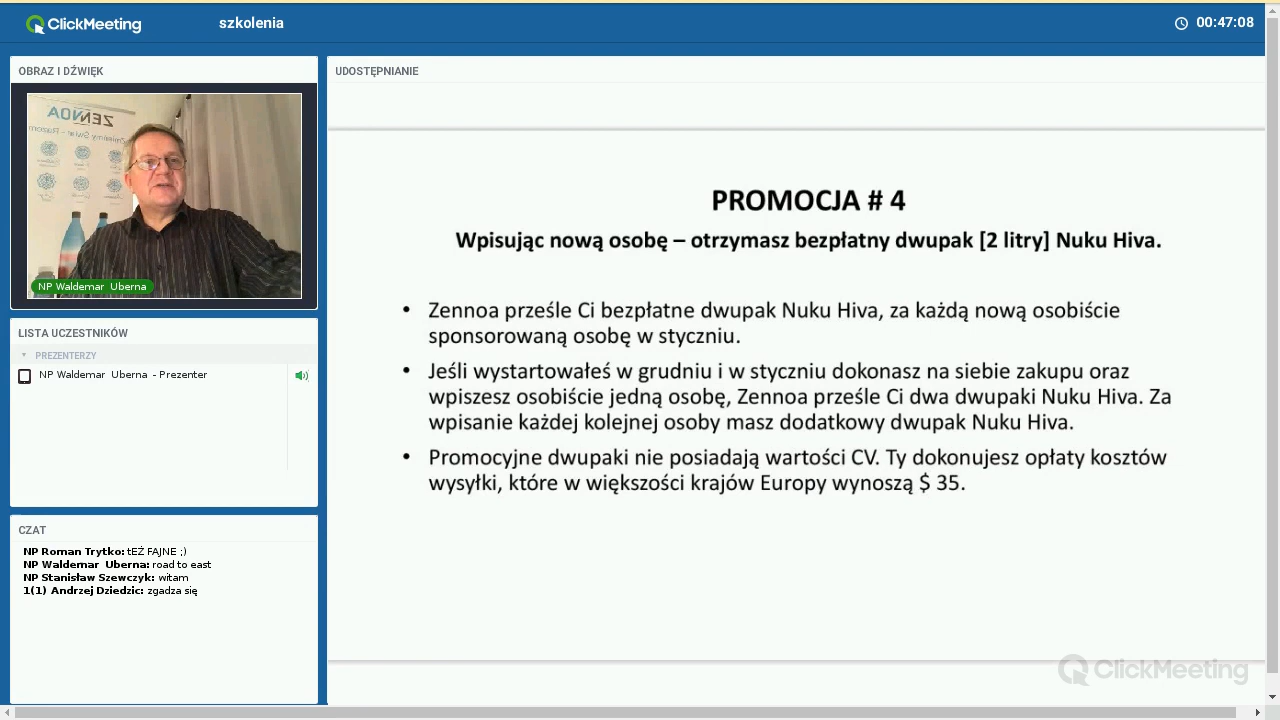 ClickMeeting
szkolenia
00:47:08
OBRAZ I DŹWIĘK
ZENNOA
NP Waldemar Uberna
LISTA UCZESTNIKÓW
PREZENTERZY
NP Waldemar Uberna - Prezenter
CZAT
NP Roman Trytko: tEŻ FAJNE ;)
NP Waldemar Uberna: road to east
NP Stanisław Szewczyk: witam
1(1) Andrzej Dziedzic: zgadza się
UDOSTĘPNIANIE
PROMOCJA # 4
Wpisując nową osobę – otrzymasz bezpłatny dwupak [2 litry] Nuku Hiva.
• Zennoa prześle Ci bezpłatne dwupak Nuku Hiva, za każdą nową osobiście
sponsorowaną osobę w styczniu.
• Jeśli wystartowałeś w grudniu i w styczniu dokonasz na siebie zakupu oraz
wpiszesz osobiście jedną osobę, Zennoa prześle Ci dwa dwupaki Nuku Hiva. Za
wpisanie każdej kolejnej osoby masz dodatkowy dwupak Nuku Hiva.
• Promocyjne dwupaki nie posiadają wartości CV. Ty dokonujesz opłaty kosztów
wysyłki, które w większości krajów Europy wynoszą $ 35.
ClickMeeting